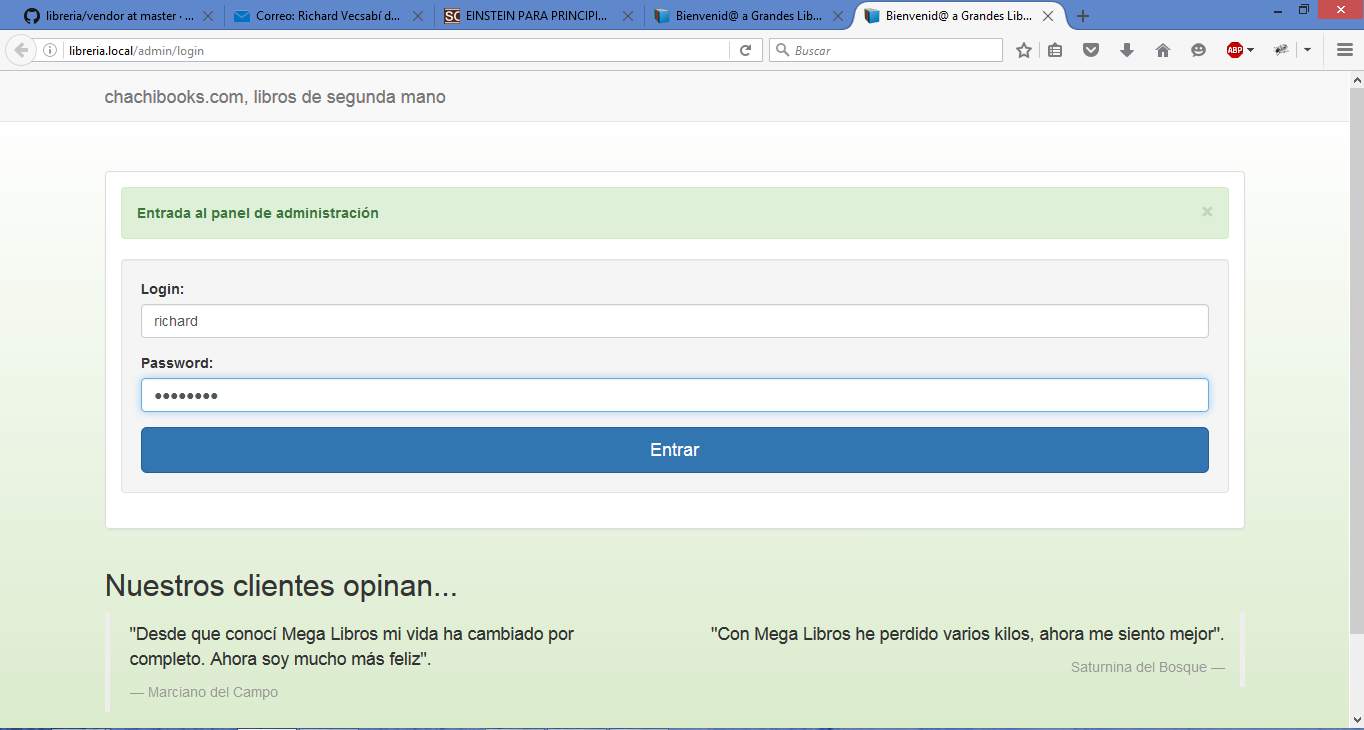 libreria/vendor at master · ...
Correo: Richard Vecsabí d...
SC EINSTEIN PARA PRINCIPI...
Bienvenid@ a Grandes Lib...
Bienvenid@ a Grandes Lib...
libreria.local/admin/login
Buscar
ABP
chachibooks.com, libros de segunda mano
Entrada al panel de administración
×
Login:
richard
Password:
••••••••
Entrar
Nuestros clientes opinan...
"Desde que conocí Mega Libros mi vida ha cambiado por
completo. Ahora soy mucho más feliz".
— Marciano del Campo
"Con Mega Libros he perdido varios kilos, ahora me siento mejor".
Saturnina del Bosque —